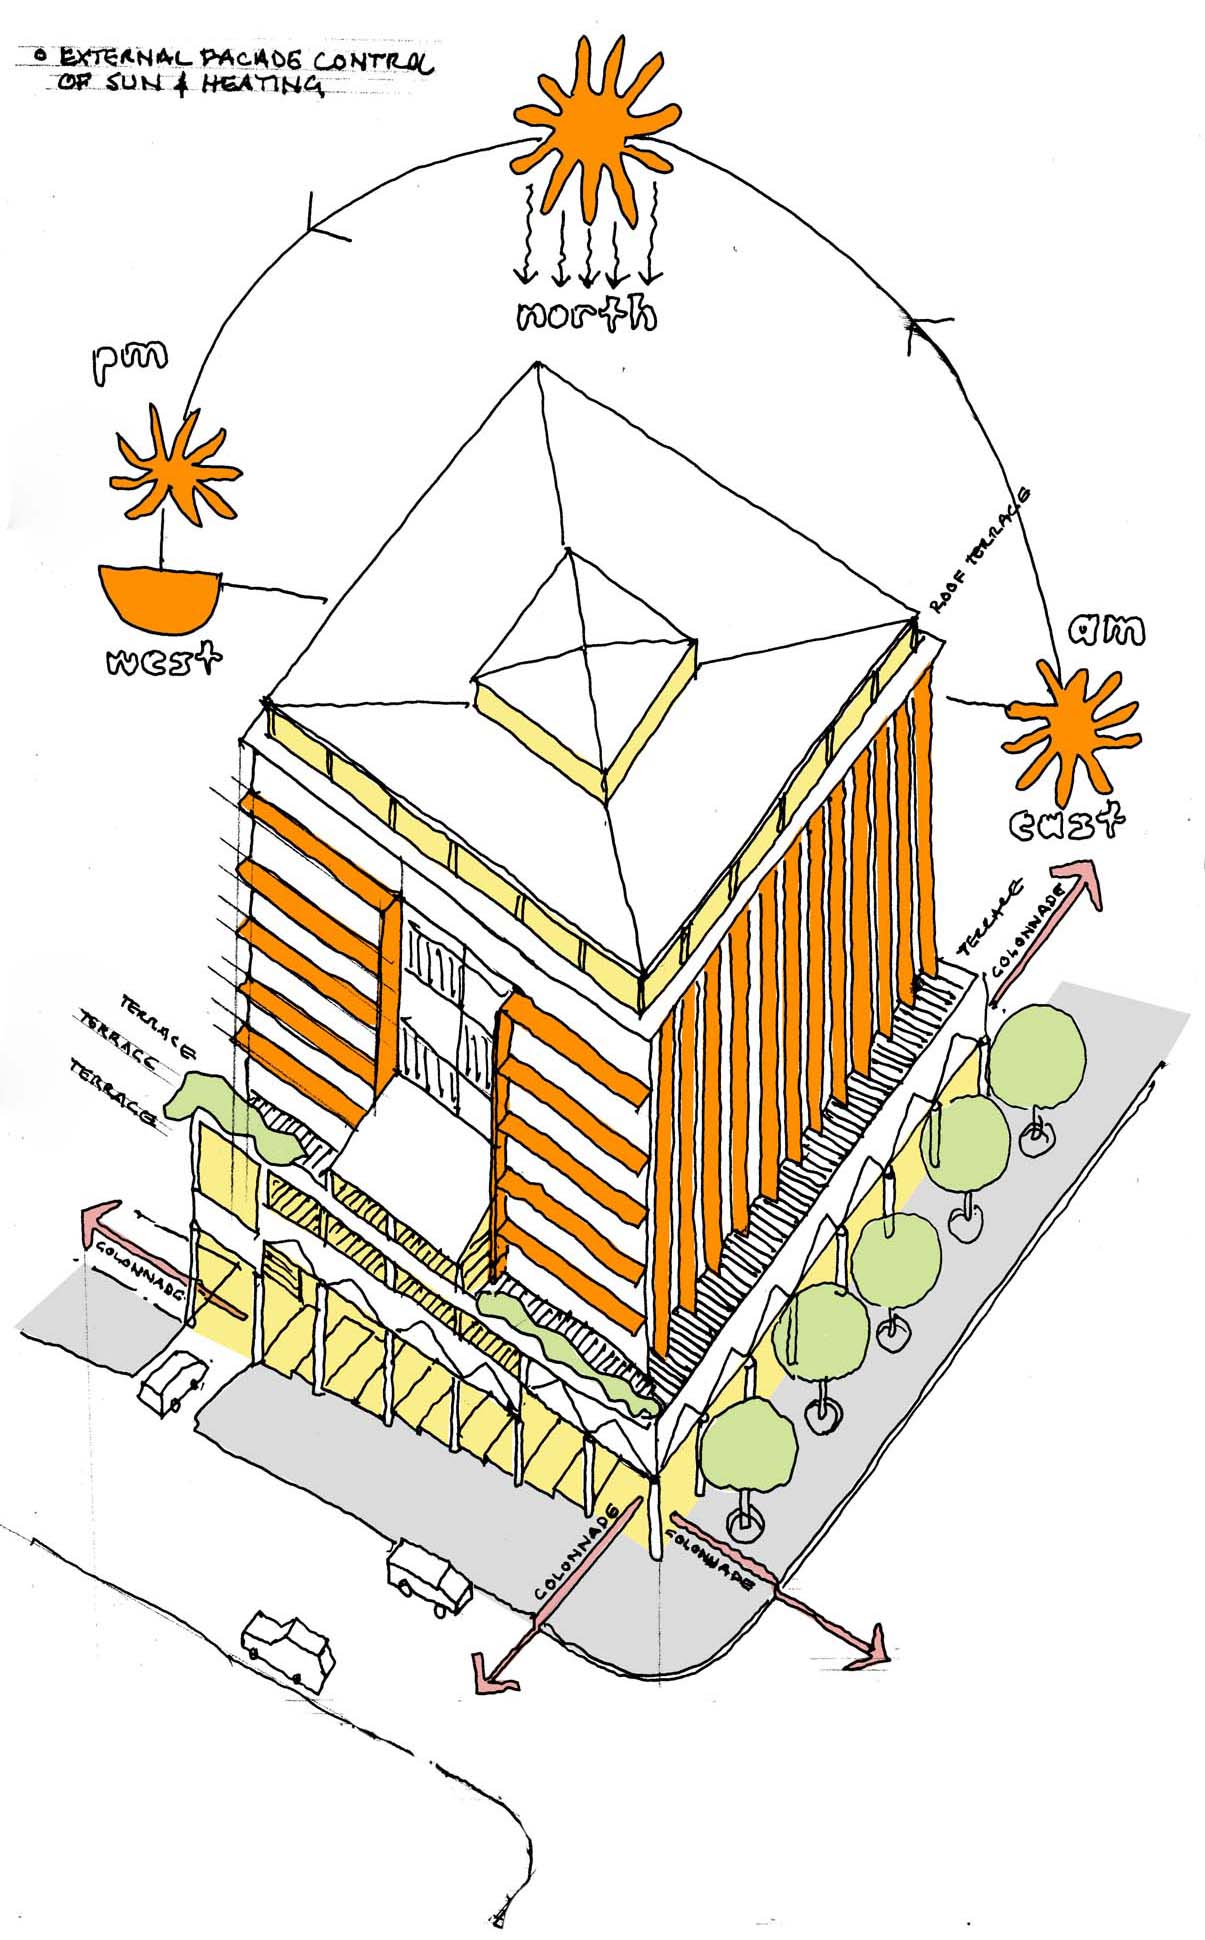 EXTERNAL FACADE CONTROL
OF SUN & HEATING
north
pm
west
ROOF TERRACE
am
east
TERRACE
COLONNADE
TERRACE
TERRACE
TERRACE
COLONNADE
COLONNADE
COLONNADE